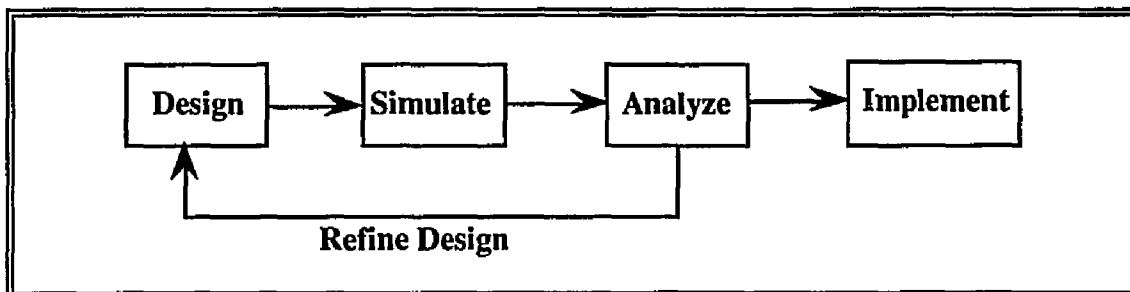 Design
Simulate
Analyze
Implement
Refine Design